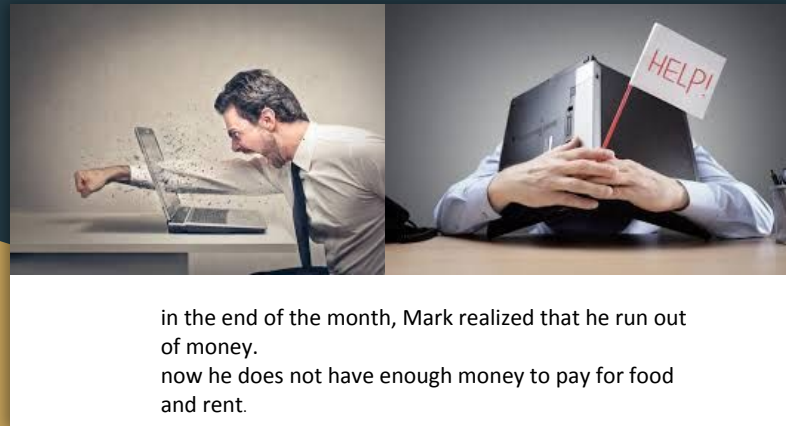 HELP!
in the end of the month, Mark realized that he run out
of money.
now he does not have enough money to pay for food
and rent.